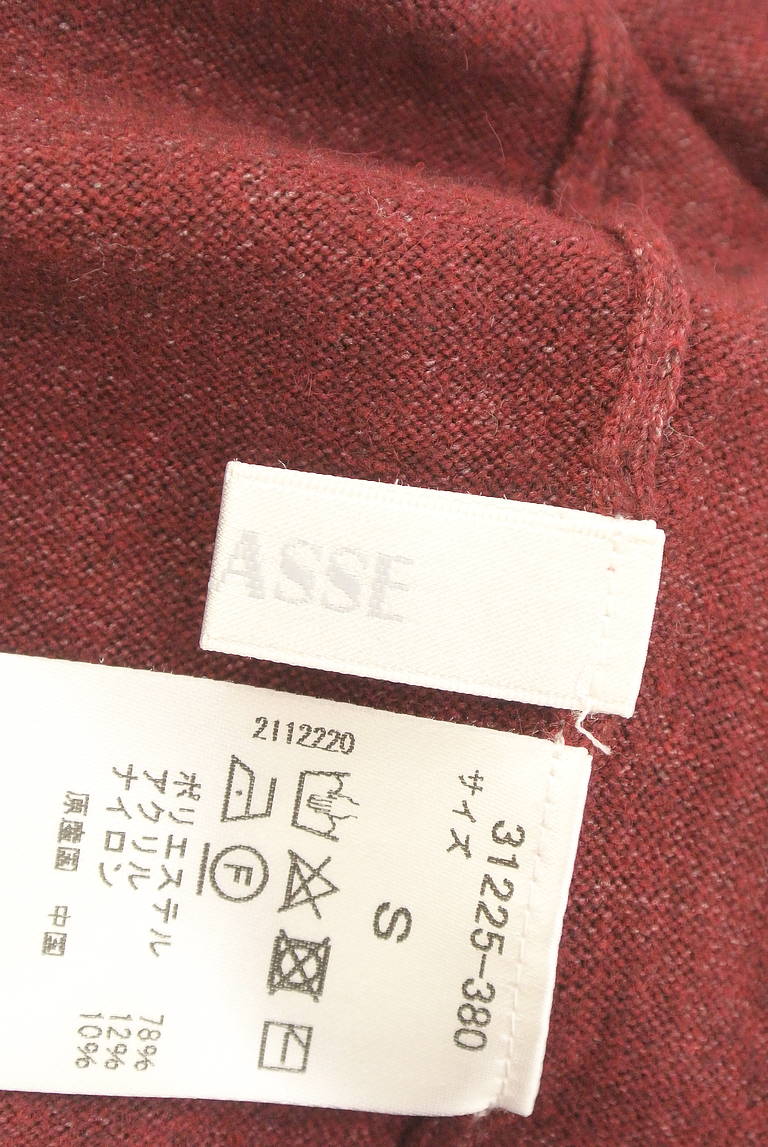 ASSE
31225-380
サイズ
S
2112220
F
ポリエステル 78%
アクリル 12%
ナイロン 10%
原産国 中国